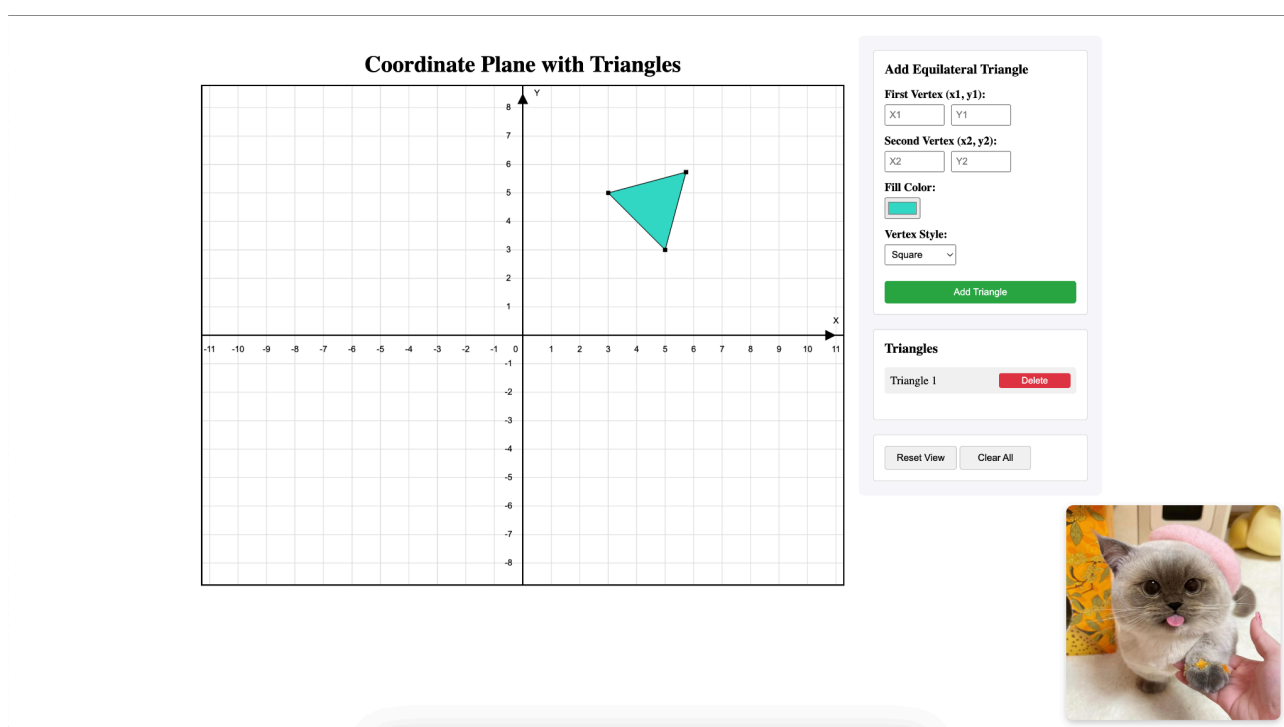 Coordinate Plane with Triangles
Y
8
7
6
5
4
3
2
1
X
-11 -10 -9 -8 -7 -6 -5 -4 -3 -2 -1 0 1 2 3 4 5 6 7 8 9 10 11
-1
-2
-3
-4
-5
-6
-7
-8
Add Equilateral Triangle
First Vertex (x1, y1):
X1 Y1
Second Vertex (x2, y2):
X2 Y2
Fill Color:
Vertex Style:
Square
Add Triangle
Triangles
Triangle 1 Delete
Reset View Clear All